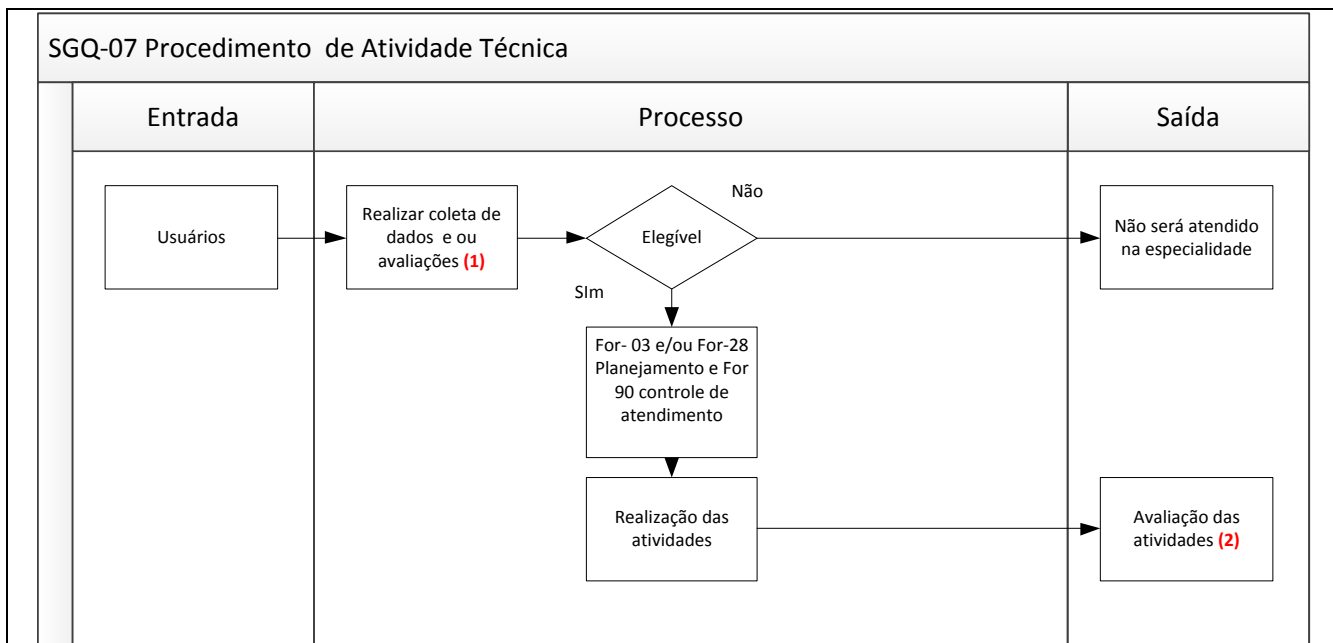 SGQ-07 Procedimento de Atividade Técnica
Entrada
Processo
Saída
Usuários
Realizar coleta de
dados e ou
avaliações (1)
Elegível
Não
Não será atendido
na especialidade
SIm
For- 03 e/ou For-28
Planejamento e For
90 controle de
atendimento
Realização das
atividades
Avaliação das
atividades (2)